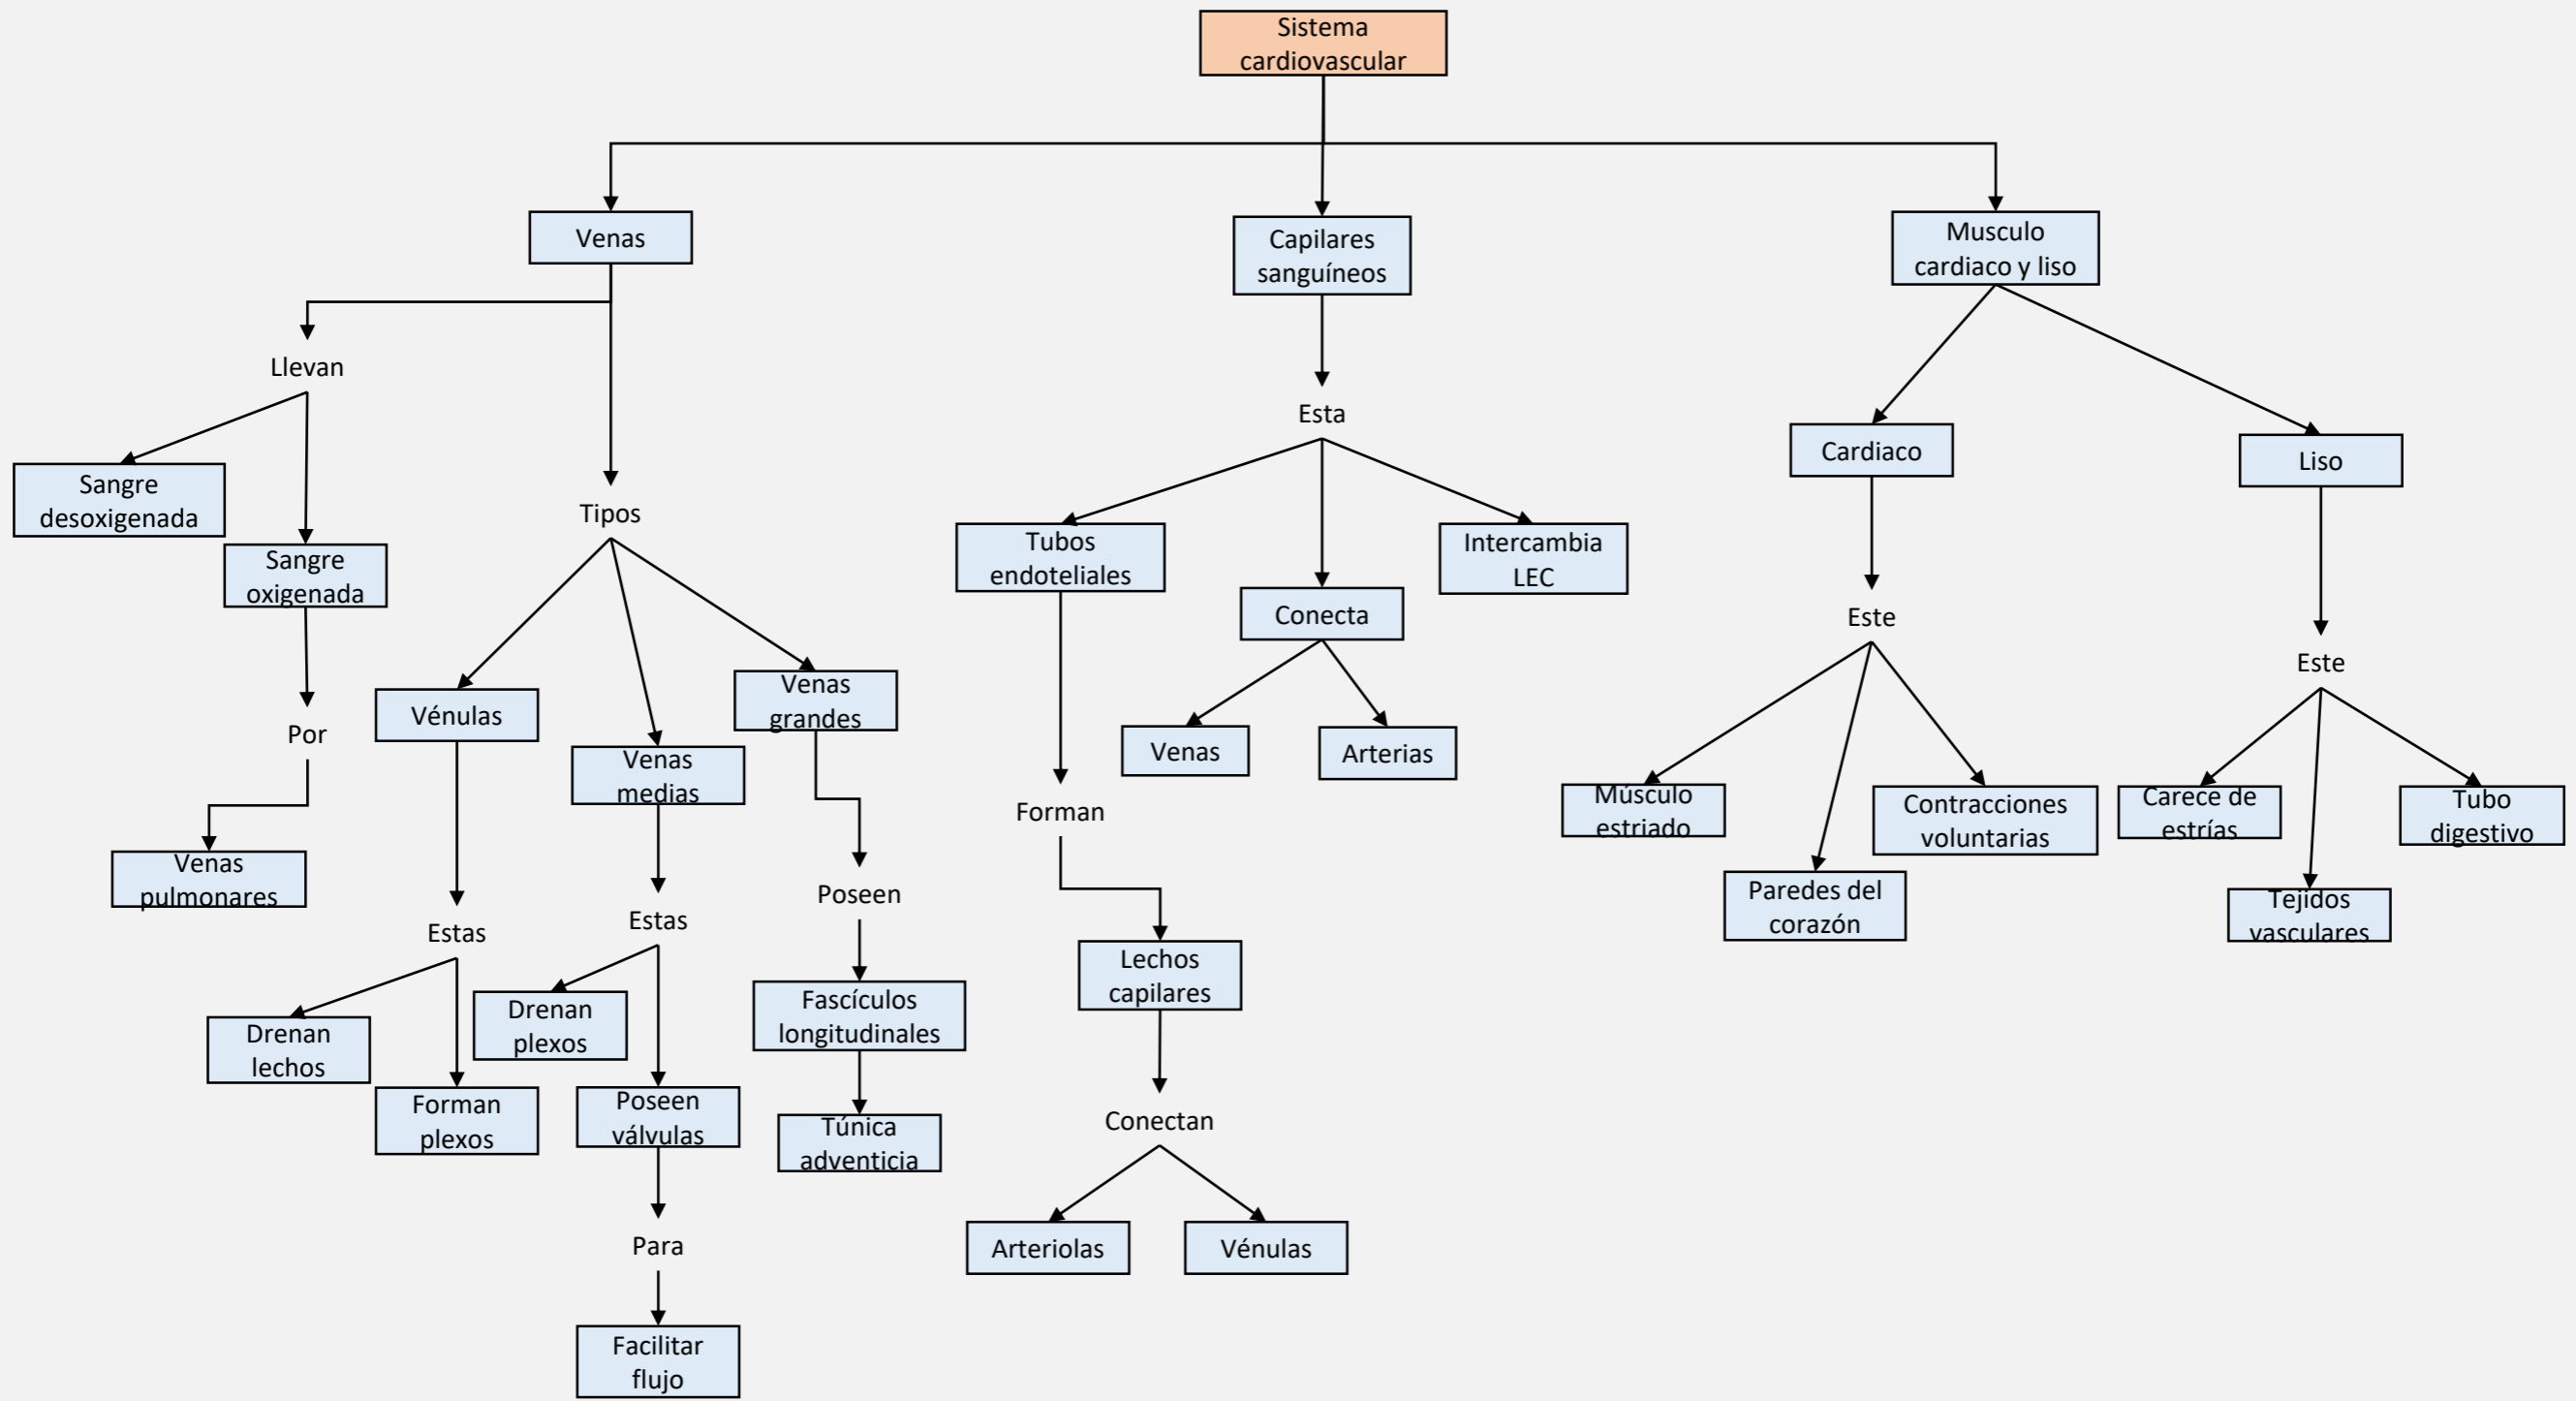 Sistema
cardiovascular
Venas
Capilares
sanguíneos
Musculo
cardiaco y liso
Llevan
Esta
Cardiaco
Liso
Sangre
desoxigenada
Sangre
oxigenada
Tipos
Tubos
endoteliales
Intercambia
LEC
Conecta
Este
Este
Por
Vénulas
Venas
medias
Venas
grandes
Venas
Arterias
Forman
Músculo
estriado
Contracciones
voluntarias
Carece de
estrías
Tubo
digestivo
Venas
pulmonares
Poseen
Paredes del
corazón
Tejidos
vasculares
Estas
Estas
Lechos
capilares
Drenan
lechos
Drenan
plexos
Fascículos
longitudinales
Forman
plexos
Poseen
válvulas
Túnica
adventicia
Conectan
Para
Arteriolas
Vénulas
Facilitar
flujo